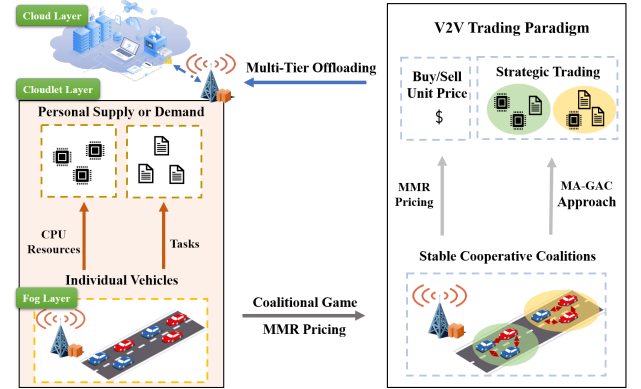 Cloud Layer
Cloudlet Layer
Personal Supply or Demand
CPU
Resources
Tasks
Individual Vehicles
Fog Layer
Multi-Tier Offloading
Coalitional Game
MMR Pricing
V2V Trading Paradigm
Buy/Sell
Unit Price
$
Strategic Trading
MMR
Pricing
MA-GAC
Approach
Stable Cooperative Coalitions